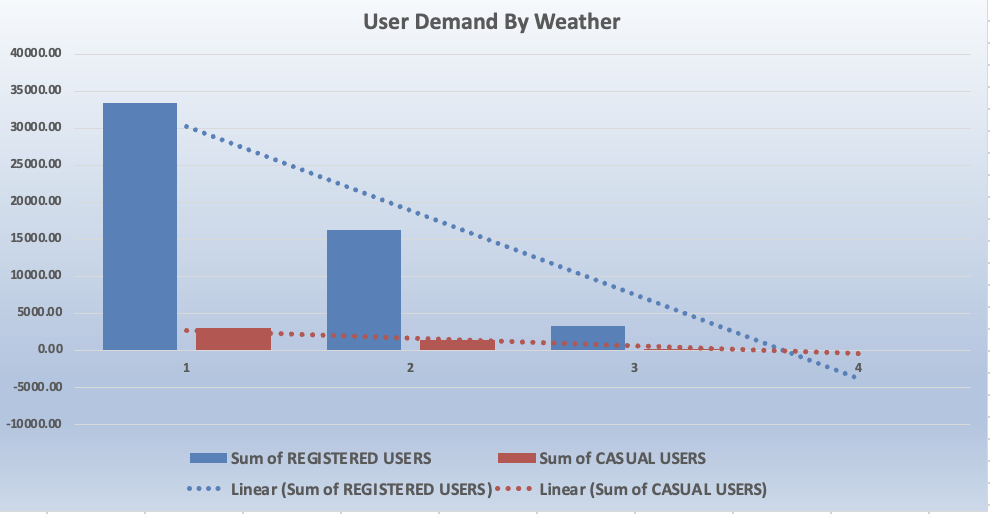 User Demand By Weather
40000.00
35000.00
30000.00
25000.00
20000.00
15000.00
10000.00
5000.00
0.00
-5000.00
-10000.00
1 2 3 4
Sum of REGISTERED USERS Sum of CASUAL USERS
Linear (Sum of REGISTERED USERS) Linear (Sum of CASUAL USERS)